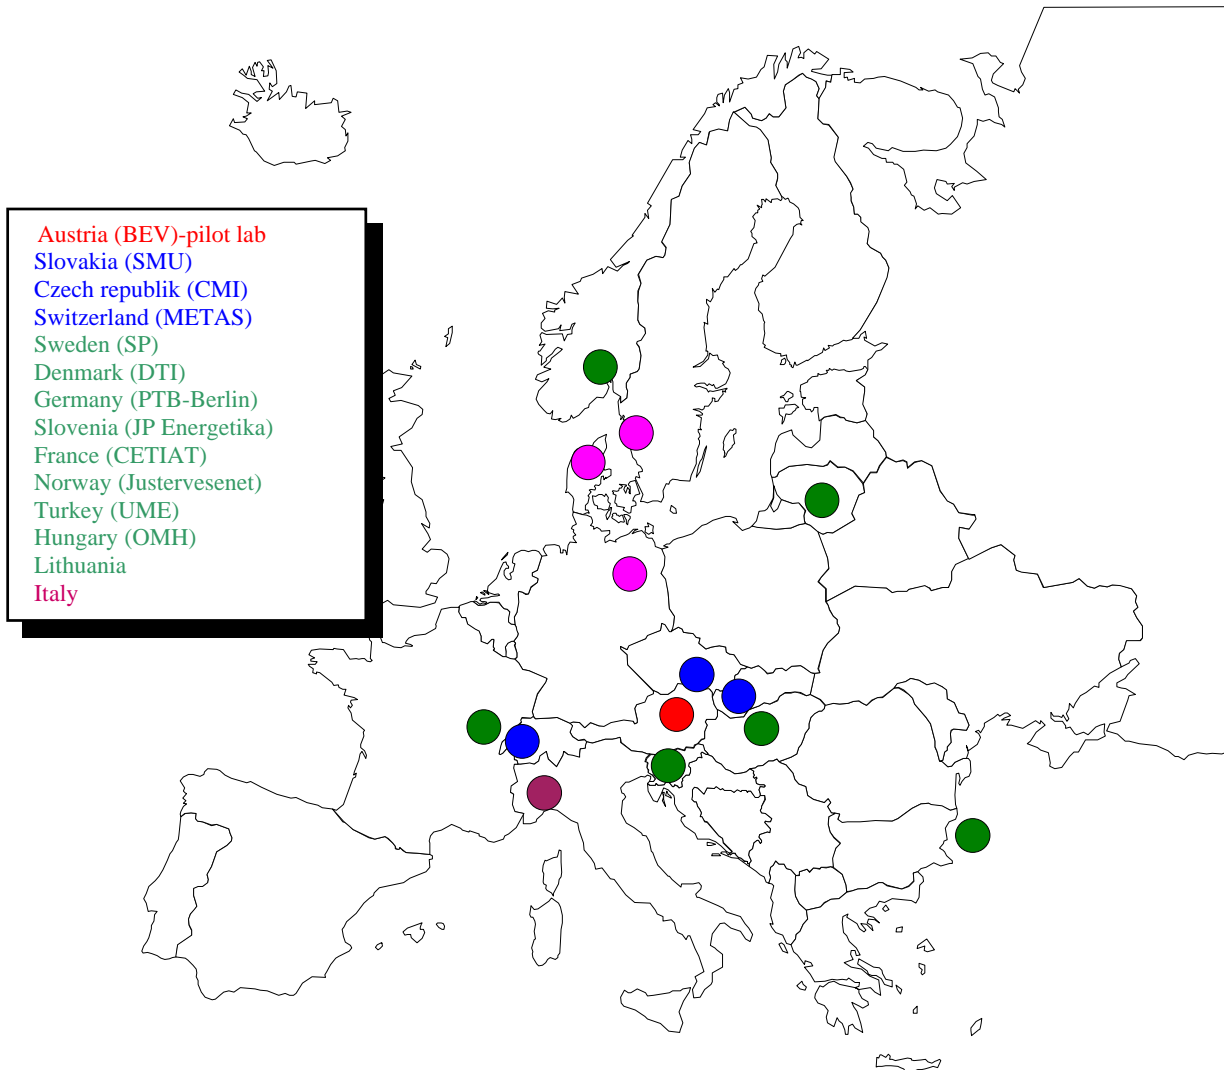 Austria (BEV)-pilot lab
Slovakia (SMU)
Czech republik (CMI)
Switzerland (METAS)
Sweden (SP)
Denmark (DTI)
Germany (PTB-Berlin)
Slovenia (JP Energetika)
France (CETIAT)
Norway (Justervesenet)
Turkey (UME)
Hungary (OMH)
Lithuania
Italy